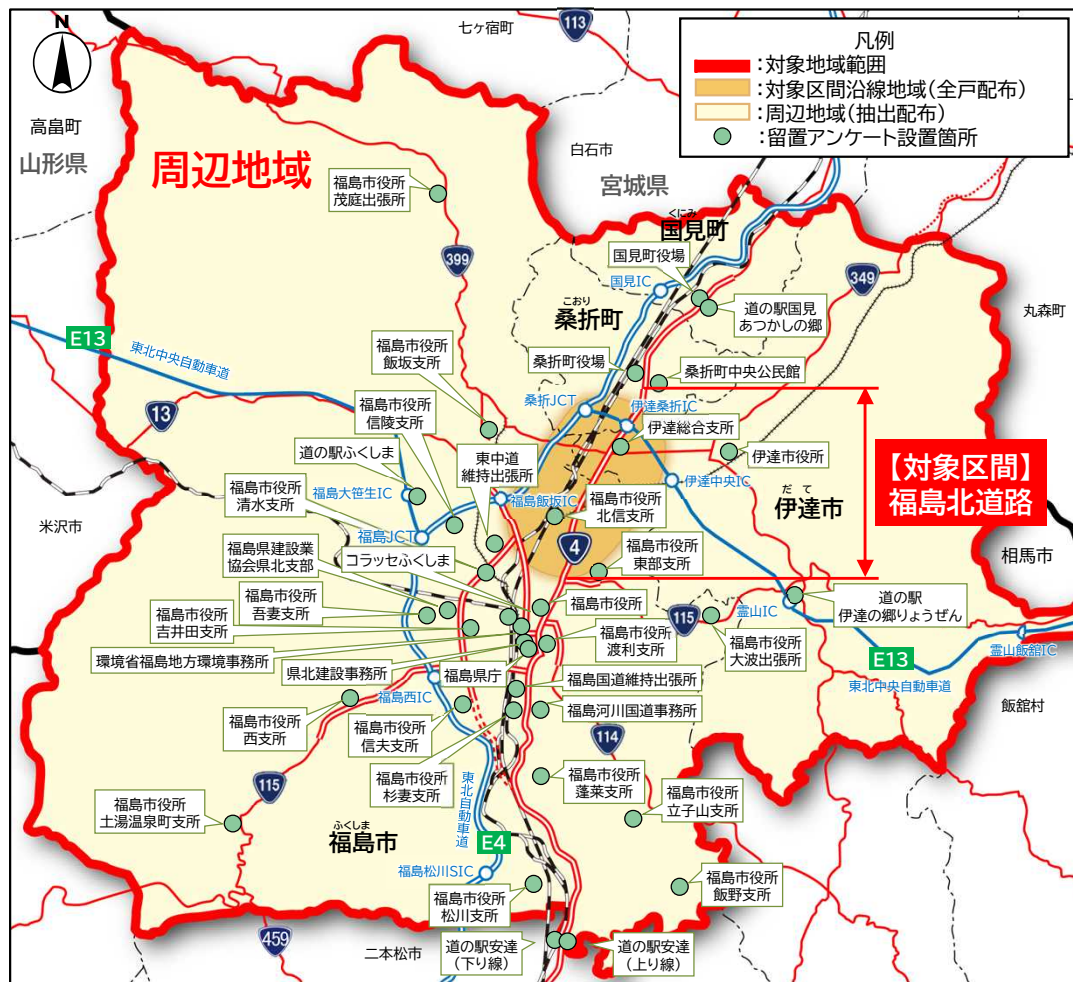 N
七ヶ宿町
113
凡例
:対象地域範囲
:対象区間沿線地域(全戸配布)
:周辺地域(抽出配布)
:留置アンケート設置箇所
高畠町
山形県
周辺地域
白石市
宮城県
福島市役所
茂庭出張所
399
くにみ
国見町
国見町役場
国見IC
349
道の駅国見
あつかしの郷
丸森町
こおり
桑折町
E13
東北中央自動車道
福島市役所
飯坂支所
桑折町役場
桑折町中央公民館
13
福島市役所
信陵支所
桑折JCT
伊達桑折IC
伊達総合支所
道の駅ふくしま
東中道
維持出張所
伊達市役所
【対象区間】
福島北道路
福島市役所
清水支所
福島大笹生IC
福島飯坂IC
福島市役所
北信支所
伊達中央IC
だて
伊達市
米沢市
福島JCT
4
相馬市
福島県建設業
協会県北支部
コラッセふくしま
福島市役所
東部支所
福島市役所
吾妻支所
福島市役所
霊山IC
道の駅
伊達の郷りょうぜん
115
福島市役所
吉井田支所
福島市役所
渡利支所
福島市役所
大波出張所
霊山飯舘IC
環境省福島地方環境事務所
県北建設事務所
福島県庁
福島国道維持出張所
E13
東北中央自動車道
福島西IC
福島市役所
西支所
福島市役所
信夫支所
福島河川国道事務所
飯舘村
114
福島市役所
杉妻支所
福島市役所
蓬莱支所
福島市役所
立子山支所
115
東北自動車道
福島市役所
土湯温泉町支所
ふくしま
福島市
E4
福島松川SIC
福島市役所
松川支所
福島市役所
飯野支所
459
二本松市
道の駅安達
(下り線)
道の駅安達
(上り線)